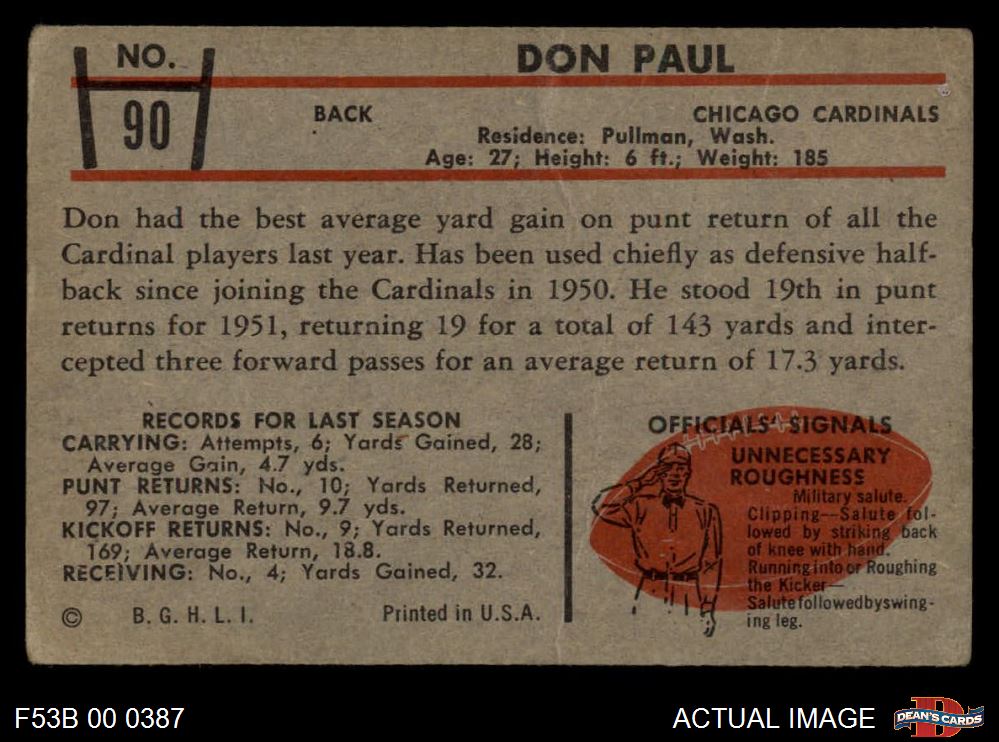 NO.
90
DON PAUL
BACK
CHICAGO CARDINALS
Residence: Pullman, Wash.
Age: 27; Height: 6 ft.; Weight: 185
Don had the best average yard gain on punt return of all the
Cardinal players last year. Has been used chiefly as defensive half-
back since joining the Cardinals in 1950. He stood 19th in punt
returns for 1951, returning 19 for a total of 143 yards and inter-
cepted three forward passes for an average return of 17.3 yards.
RECORDS FOR LAST SEASON
CARRYING: Attempts, 6; Yards Gained, 28;
Average Gain, 4.7 yds.
PUNT RETURNS: No., 10; Yards Returned,
97; Average Return, 9.7 yds.
KICKOFF RETURNS: No., 9; Yards Returned,
169; Average Return, 18.8.
RECEIVING: No., 4; Yards Gained, 32.
© B. G. H. L. I. Printed in U.S.A.
OFFICIALS' SIGNALS
UNNECESSARY
ROUGHNESS
Military salute.
Clipping—Salute fol-
lowed by striking back
of knee with hand.
Running into or Roughing
the Kicker—
Salute followed by swing-
ing leg.
F53B 00 0387
ACTUAL IMAGE
D
DEAN'S CARDS